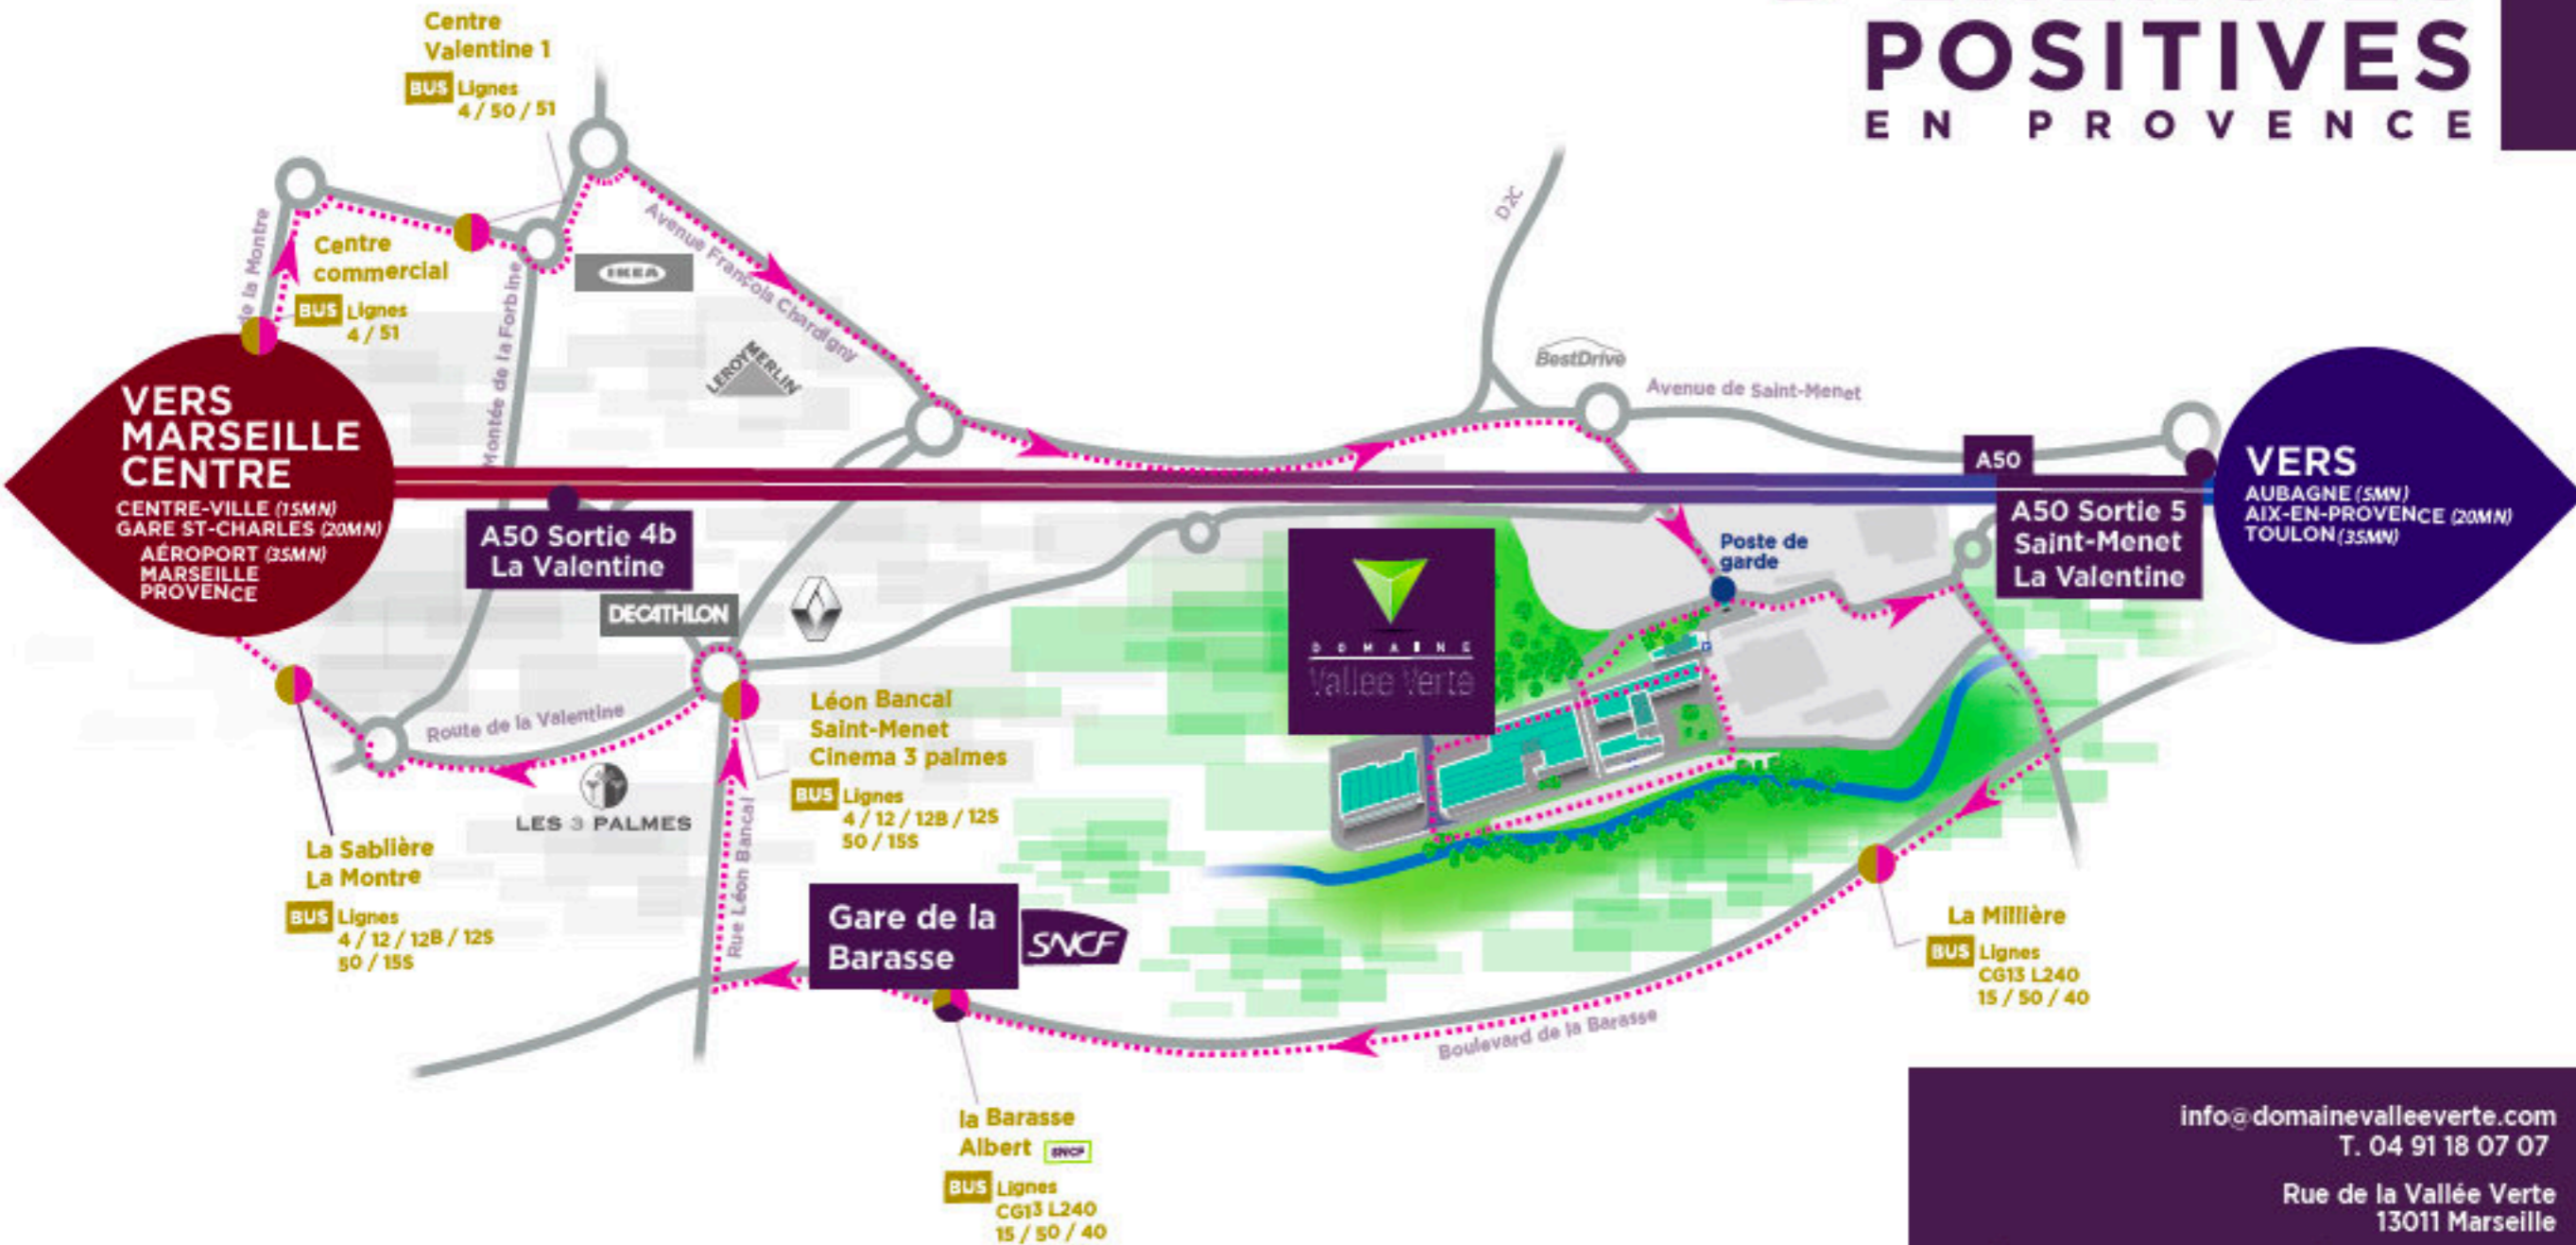 POSITIVES
EN PROVENCE
Centre
Valentine 1
BUS Lignes
4 / 50 / 51
de la Montre
Centre
commercial
BUS Lignes
4 / 51
IKEA
Avenue François Chardigny
Montée de la Forbine
LEROY MERLIN
D2C
BestDrive
Avenue de Saint-Menet
VERS
MARSEILLE
CENTRE
CENTRE-VILLE (15MN)
GARE ST-CHARLES (20MN)
AÉROPORT (35MN)
MARSEILLE
PROVENCE
A50
VERS
AUBAGNE (5MN)
AIX-EN-PROVENCE (20MN)
TOULON (35MN)
A50 Sortie 4b
La Valentine
A50 Sortie 5
Saint-Menet
La Valentine
Poste de
garde
DECATHLON
DOMAINE
Vallée Verte
Léon Bancal
Saint-Menet
Cinema 3 palmes
BUS Lignes
4 / 12 / 12B / 12S
50 / 15S
Route de la Valentine
LES 3 PALMES
Rue Léon Bancal
La Sablière
La Montre
BUS Lignes
4 / 12 / 12B / 12S
50 / 15S
Gare de la
Barasse
SNCF
La Millière
BUS Lignes
CG13 L240
15 / 50 / 40
Boulevard de la Barasse
la Barasse
Albert SNCF
BUS Lignes
CG13 L240
15 / 50 / 40
info@domainevalleeverte.com
T. 04 91 18 07 07
Rue de la Vallée Verte
13011 Marseille